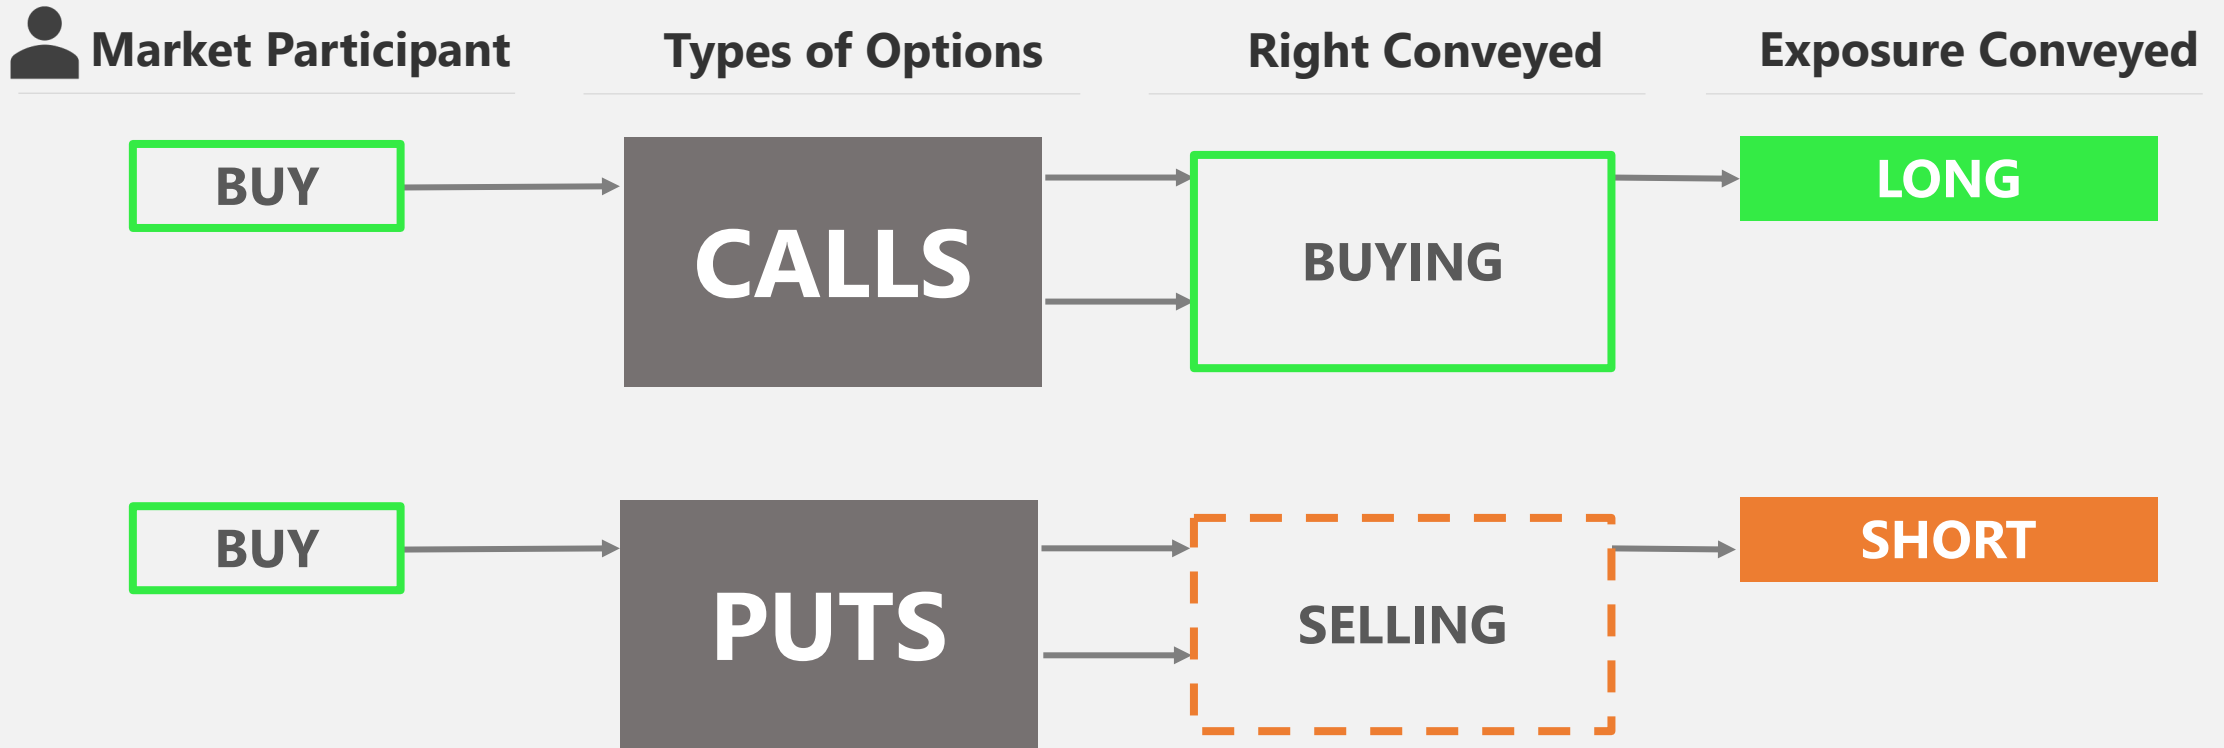 Market Participant
Types of Options
Right Conveyed
Exposure Conveyed
BUY
CALLS
BUYING
LONG
BUY
PUTS
SELLING
SHORT